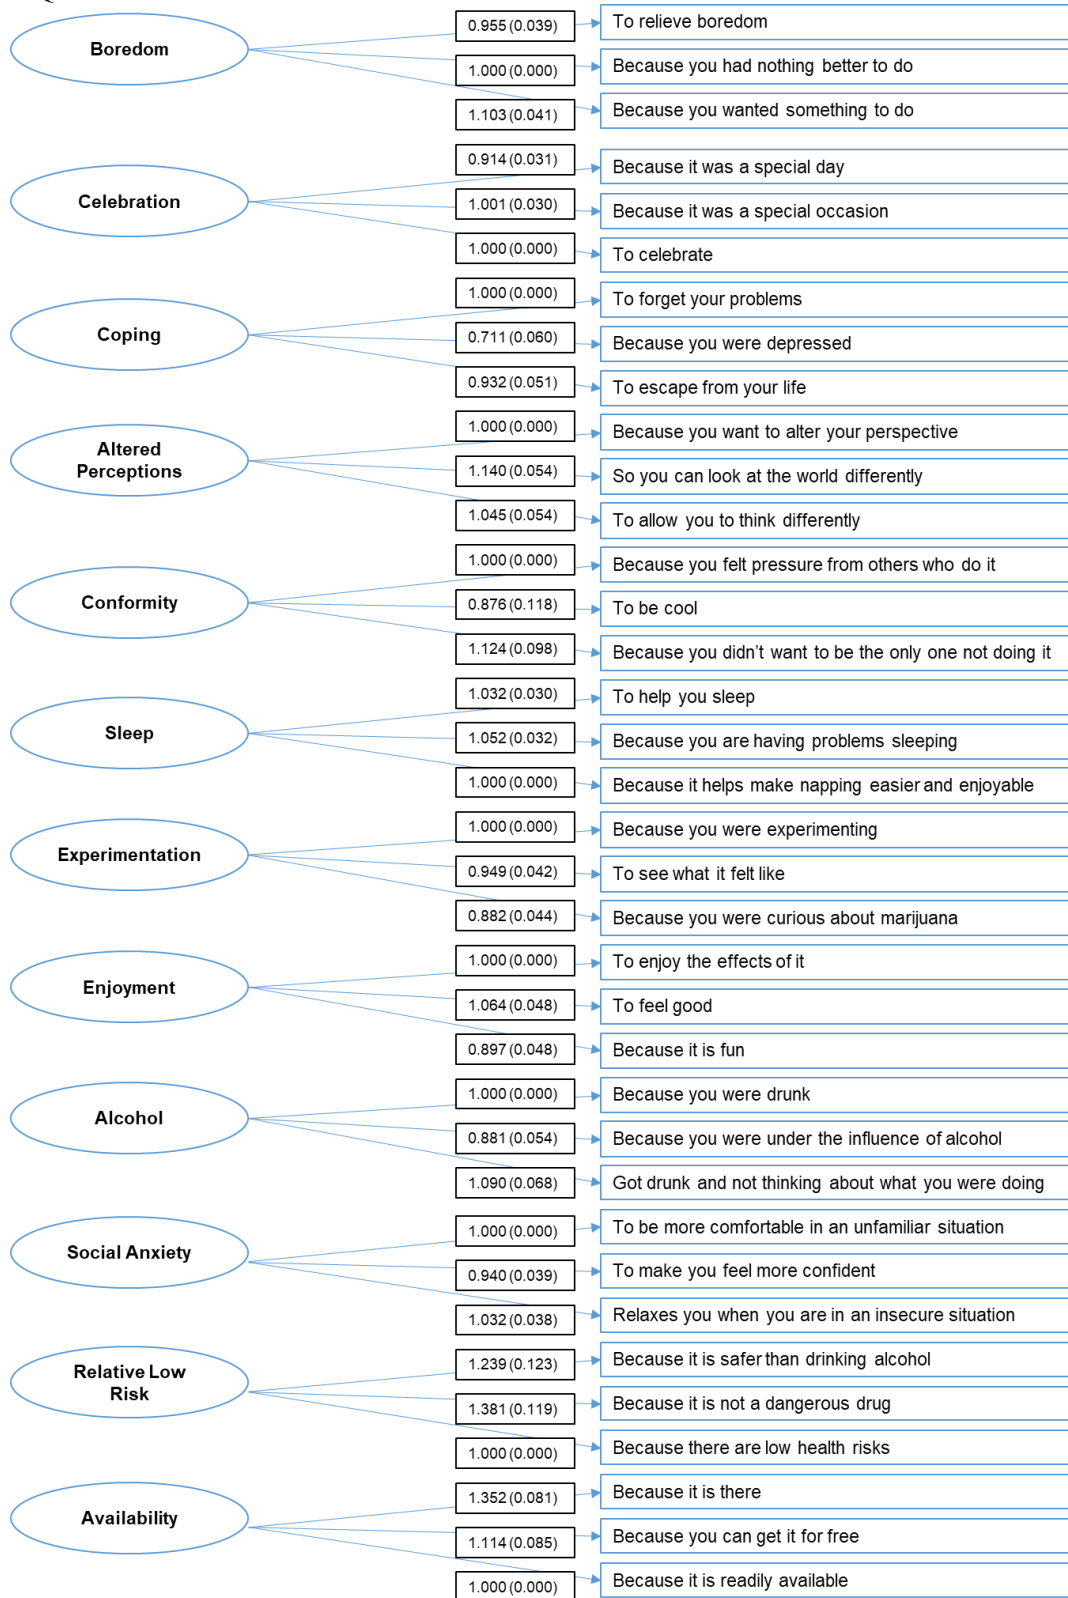 Boredom
0.955 (0.039)
To relieve boredom
1.000 (0.000)
Because you had nothing better to do
1.103 (0.041)
Because you wanted something to do
Celebration
0.914 (0.031)
Because it was a special day
1.001 (0.030)
Because it was a special occasion
1.000 (0.000)
To celebrate
Coping
1.000 (0.000)
To forget your problems
0.711 (0.060)
Because you were depressed
0.932 (0.051)
To escape from your life
Altered
Perceptions
1.000 (0.000)
Because you want to alter your perspective
1.140 (0.054)
So you can look at the world differently
1.045 (0.054)
To allow you to think differently
Conformity
1.000 (0.000)
Because you felt pressure from others who do it
0.876 (0.118)
To be cool
1.124 (0.098)
Because you didn't want to be the only one not doing it
Sleep
1.032 (0.030)
To help you sleep
1.052 (0.032)
Because you are having problems sleeping
1.000 (0.000)
Because it helps make napping easier and enjoyable
Experimentation
1.000 (0.000)
Because you were experimenting
0.949 (0.042)
To see what it felt like
0.882 (0.044)
Because you were curious about marijuana
Enjoyment
1.000 (0.000)
To enjoy the effects of it
1.064 (0.048)
To feel good
0.897 (0.048)
Because it is fun
Alcohol
1.000 (0.000)
Because you were drunk
0.881 (0.054)
Because you were under the influence of alcohol
1.090 (0.068)
Got drunk and not thinking about what you were doing
Social Anxiety
1.000 (0.000)
To be more comfortable in an unfamiliar situation
0.940 (0.039)
To make you feel more confident
1.032 (0.038)
Relaxes you when you are in an insecure situation
Relative Low
Risk
1.239 (0.123)
Because it is safer than drinking alcohol
1.381 (0.119)
Because it is not a dangerous drug
1.000 (0.000)
Because there are low health risks
Availability
1.352 (0.081)
Because it is there
1.114 (0.085)
Because you can get it for free
1.000 (0.000)
Because it is readily available